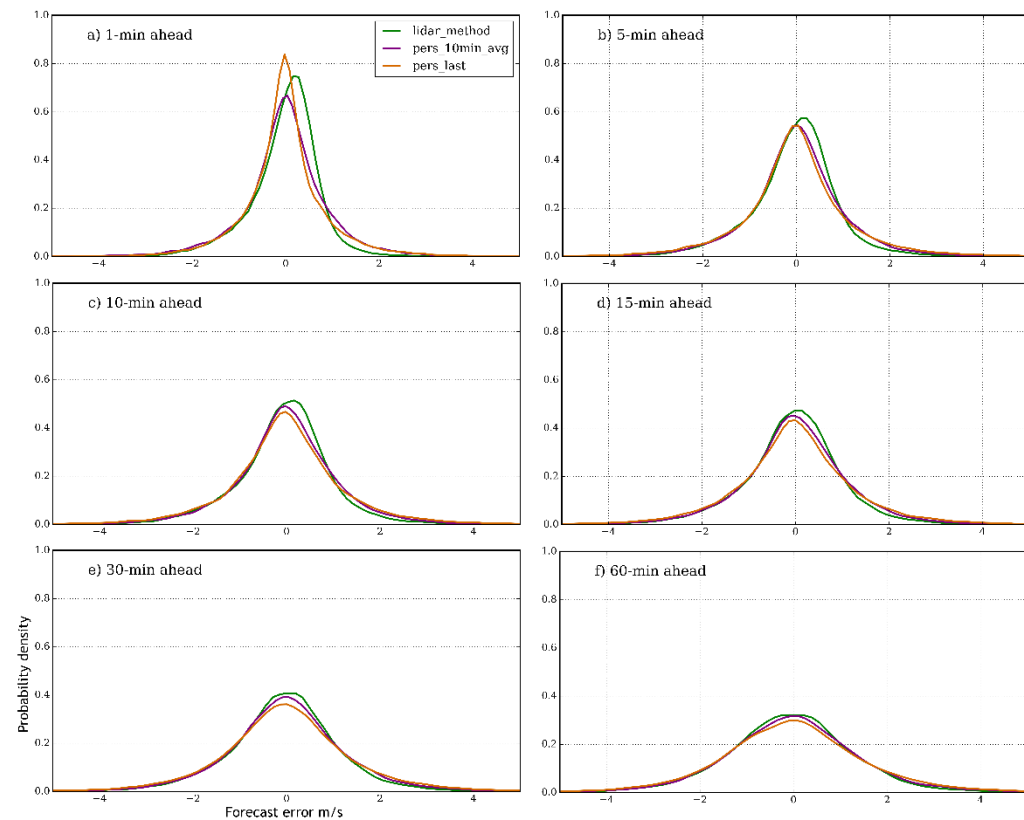 1.0
0.8
0.6
0.4
0.2
0.0
a) 1-min ahead
lidar_method
pers_10min_avg
pers_last
−4 −2 0 2 4
1.0
0.8
0.6
0.4
0.2
0.0
b) 5-min ahead
−4 −2 0 2 4
1.0
0.8
0.6
0.4
0.2
0.0
c) 10-min ahead
−4 −2 0 2 4
1.0
0.8
0.6
0.4
0.2
0.0
d) 15-min ahead
−4 −2 0 2 4
Probability density
1.0
0.8
0.6
0.4
0.2
0.0
e) 30-min ahead
−4 −2 0 2 4
Forecast error m/s
1.0
0.8
0.6
0.4
0.2
0.0
f) 60-min ahead
−4 −2 0 2 4